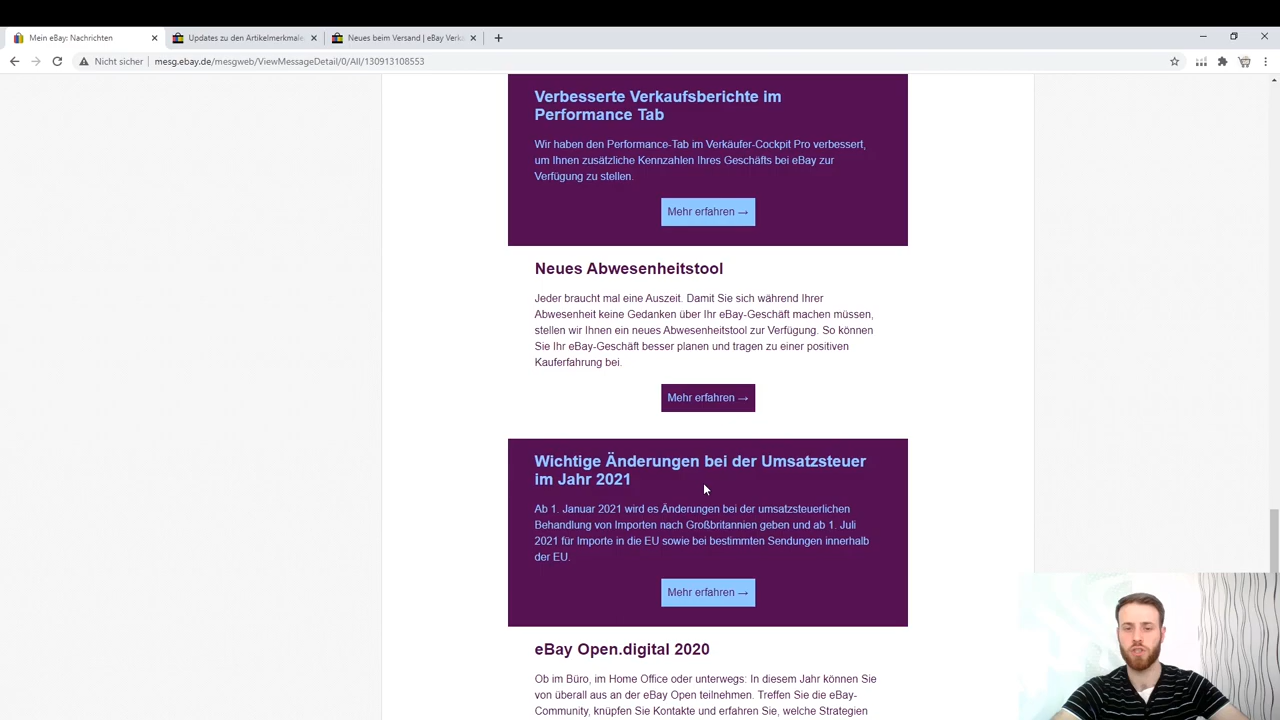 Mein eBay: Nachrichten
Updates zu den Artikelmerkmale
Neues beim Versand | eBay Verkä
Nicht sicher | mesg.ebay.de/mesgweb/ViewMessageDetail/0/All/130913108553
Verbesserte Verkaufsberichte im
Performance Tab
Wir haben den Performance-Tab im Verkäufer-Cockpit Pro verbessert,
um Ihnen zusätzliche Kennzahlen Ihres Geschäfts bei eBay zur
Verfügung zu stellen.
Mehr erfahren →
Neues Abwesenheitstool
Jeder braucht mal eine Auszeit. Damit Sie sich während Ihrer
Abwesenheit keine Gedanken über Ihr eBay-Geschäft machen müssen,
stellen wir Ihnen ein neues Abwesenheitstool zur Verfügung. So können
Sie Ihr eBay-Geschäft besser planen und tragen zu einer positiven
Kauferfahrung bei.
Mehr erfahren →
Wichtige Änderungen bei der Umsatzsteuer
im Jahr 2021
Ab 1. Januar 2021 wird es Änderungen bei der umsatzsteuerlichen
Behandlung von Importen nach Großbritannien geben und ab 1. Juli
2021 für Importe in die EU sowie bei bestimmten Sendungen innerhalb
der EU.
Mehr erfahren →
eBay Open.digital 2020
Ob im Büro, im Home Office oder unterwegs: In diesem Jahr können Sie
von überall aus an der eBay Open teilnehmen. Treffen Sie die eBay-
Community, knüpfen Sie Kontakte und erfahren Sie, welche Strategien